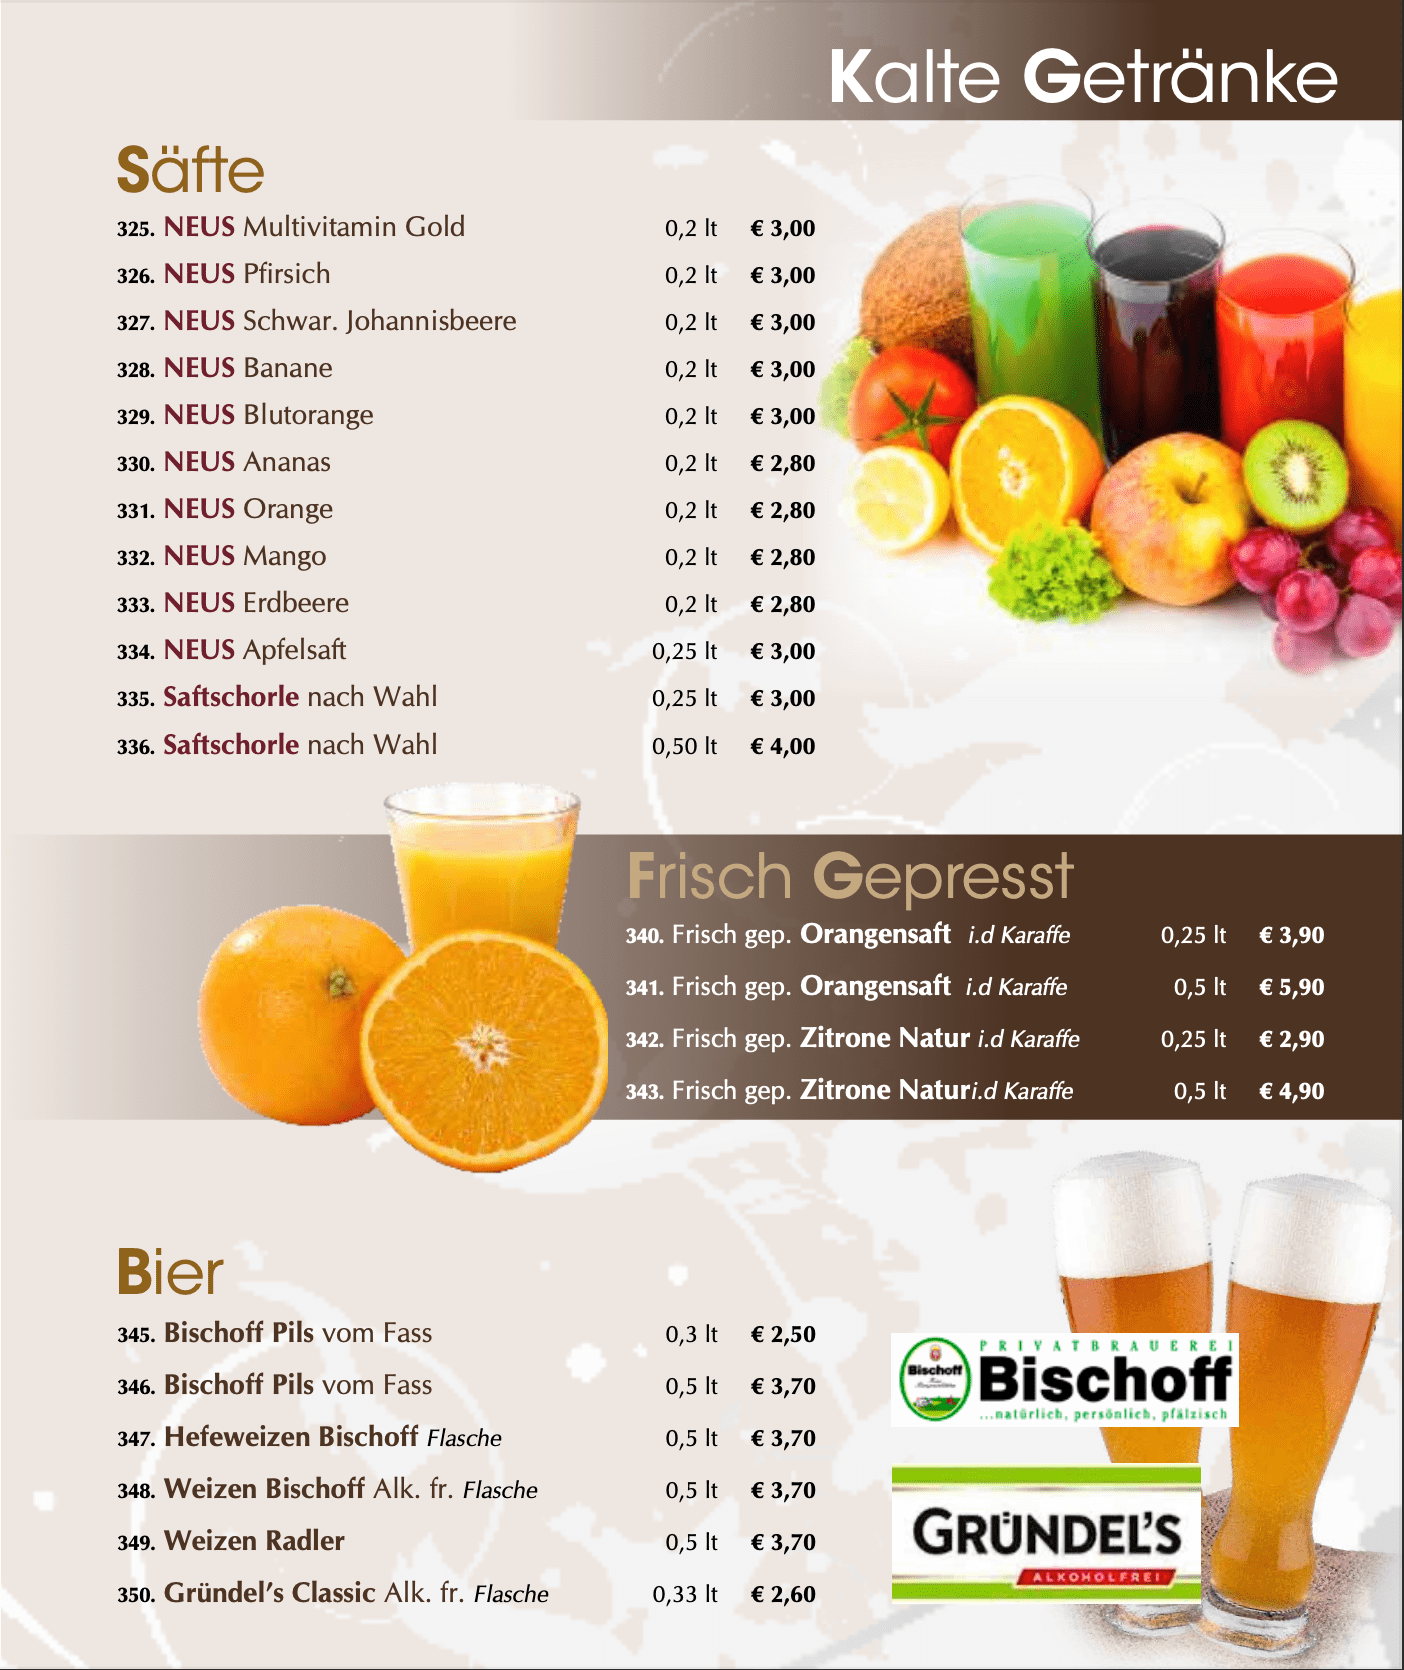 Kalte Getränke
Säfte
325. NEUS Multivitamin Gold 0,2 lt € 3,00
326. NEUS Pfirsich 0,2 lt € 3,00
327. NEUS Schwar. Johannisbeere 0,2 lt € 3,00
328. NEUS Banane 0,2 lt € 3,00
329. NEUS Blutorange 0,2 lt € 3,00
330. NEUS Ananas 0,2 lt € 2,80
331. NEUS Orange 0,2 lt € 2,80
332. NEUS Mango 0,2 lt € 2,80
333. NEUS Erdbeere 0,2 lt € 2,80
334. NEUS Apfelsaft 0,25 lt € 3,00
335. Saftschorle nach Wahl 0,25 lt € 3,00
336. Saftschorle nach Wahl 0,50 lt € 4,00
Frisch Gepresst
340. Frisch gep. Orangensaft i.d Karaffe 0,25 lt € 3,90
341. Frisch gep. Orangensaft i.d Karaffe 0,5 lt € 5,90
342. Frisch gep. Zitrone Natur i.d Karaffe 0,25 lt € 2,90
343. Frisch gep. Zitrone Naturi.d Karaffe 0,5 lt € 4,90
Bier
345. Bischoff Pils vom Fass 0,3 lt € 2,50
346. Bischoff Pils vom Fass 0,5 lt € 3,70
347. Hefeweizen Bischoff Flasche 0,5 lt € 3,70
348. Weizen Bischoff Alk. fr. Flasche 0,5 lt € 3,70
349. Weizen Radler 0,5 lt € 3,70
350. Gründel's Classic Alk. fr. Flasche 0,33 lt € 2,60
PRIVATBRAUEREI
Bischoff
Bischoff
...natürlich, persönlich, pfälzisch
GRÜNDEL'S
ALKOHOLFREI